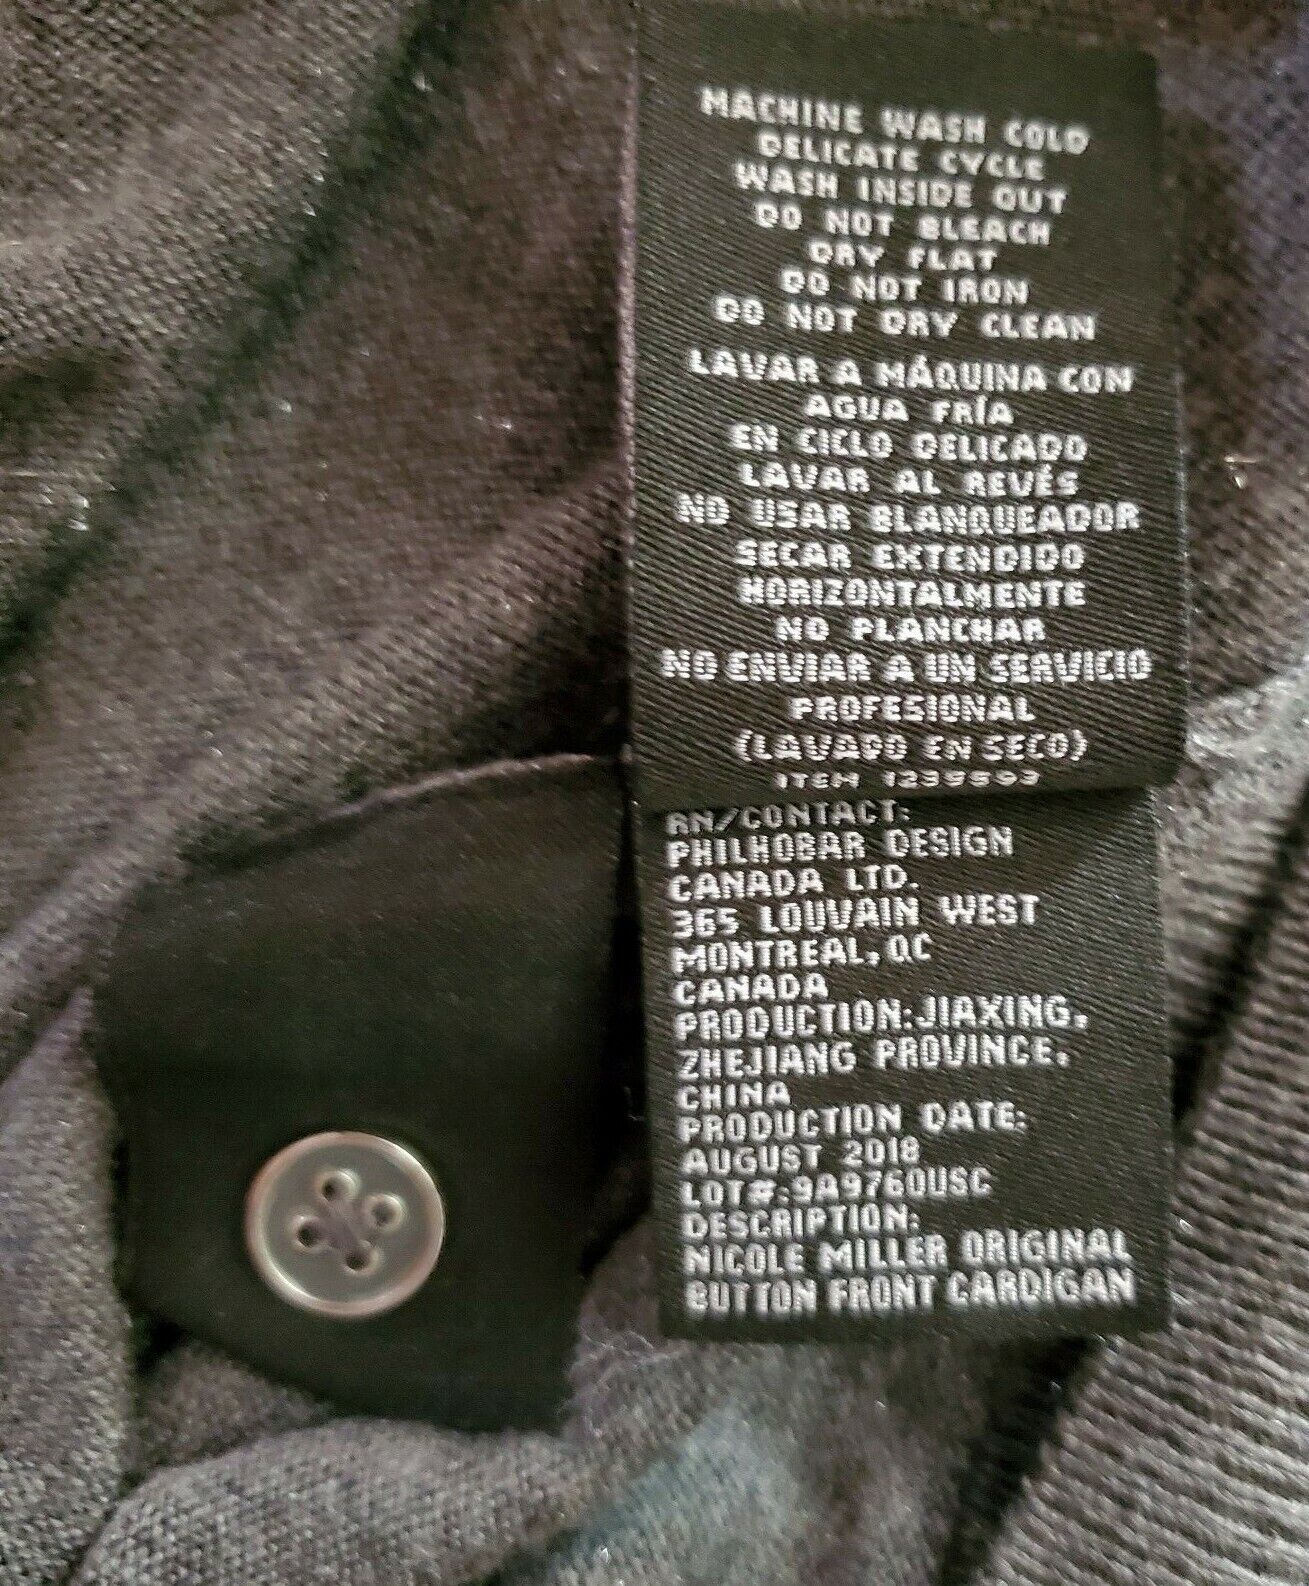 MACHINE WASH COLD
DELICATE CYCLE
WASH INSIDE OUT
DO NOT BLEACH
DRY FLAT
DO NOT IRON
DO NOT DRY CLEAN
LAVAR A MÁQUINA CON
AGUA FRÍA
EN CICLO DELICADO
LAVAR AL REVÉS
NO USAR BLANQUEADOR
SECAR EXTENDIDO
HORIZONTALMENTE
NO PLANCHAR
NO ENVIAR A UN SERVICIO
PROFESIONAL
(LAVADO EN SECO)
ITEM 1239593
RN/CONTACT:
PHILHOBAR DESIGN
CANADA LTD.
365 LOUVAIN WEST
MONTREAL, QC
CANADA
PRODUCTION:JIAXING,
ZHEJIANG PROVINCE,
CHINA
PRODUCTION DATE:
AUGUST 2018
LOT#:9A9760USC
DESCRIPTION:
NICOLE MILLER ORIGINAL
BUTTON FRONT CARDIGAN